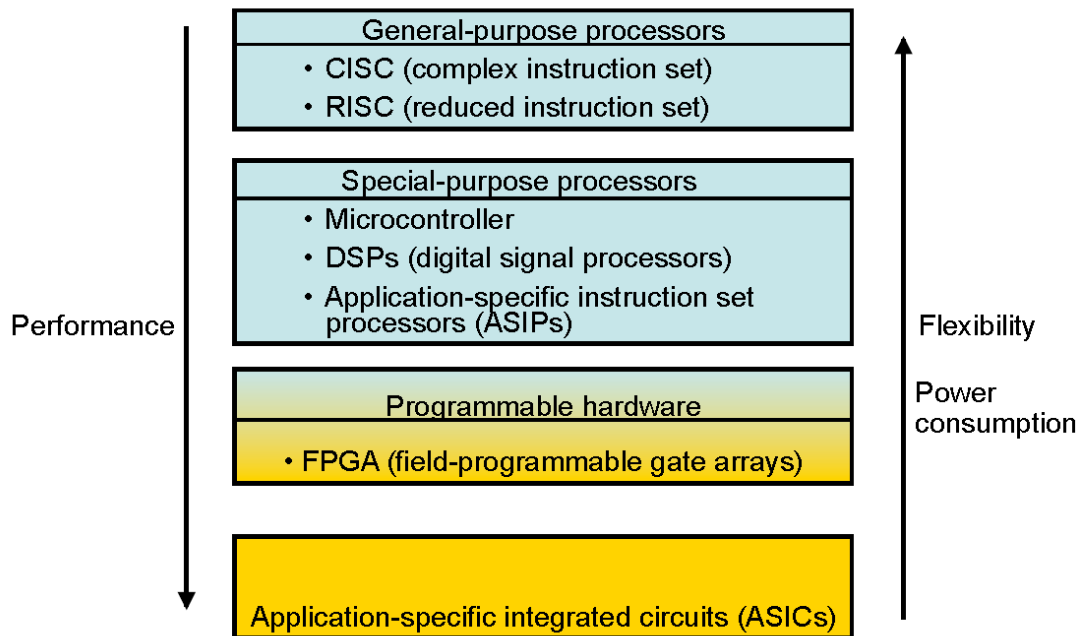 General-purpose processors
• CISC (complex instruction set)
• RISC (reduced instruction set)
Special-purpose processors
• Microcontroller
• DSPs (digital signal processors)
• Application-specific instruction set
processors (ASIPs)
Performance
Flexibility
Programmable hardware
Power
consumption
• FPGA (field-programmable gate arrays)
Application-specific integrated circuits (ASICs)